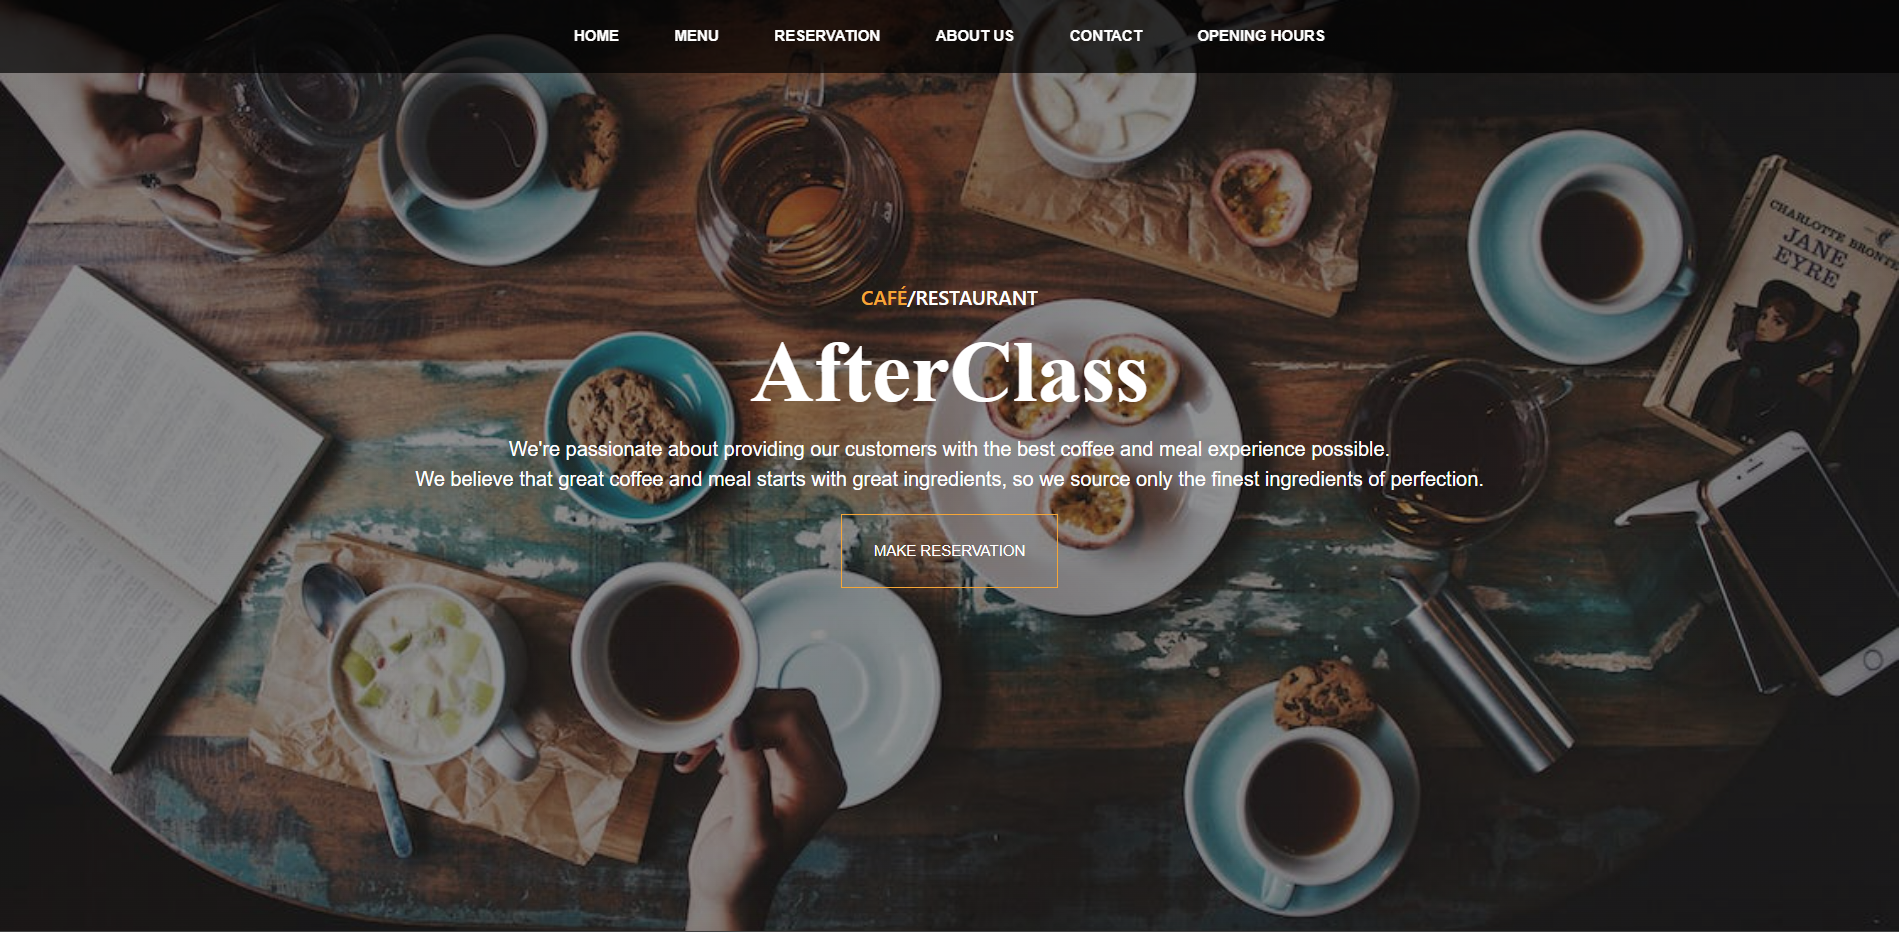 HOME MENU RESERVATION ABOUT US CONTACT OPENING HOURS
CHARLOTTE BRONTE
JANE
EYRE
CAFÉ/RESTAURANT
AfterClass
We're passionate about providing our customers with the best coffee and meal experience possible.
We believe that great coffee and meal starts with great ingredients, so we source only the finest ingredients of perfection.
MAKE RESERVATION